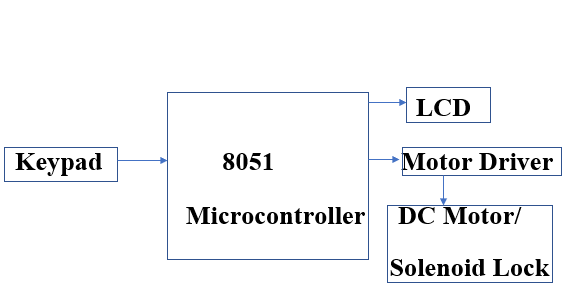 LCD
Keypad
8051
Microcontroller
Motor Driver
DC Motor/
Solenoid Lock